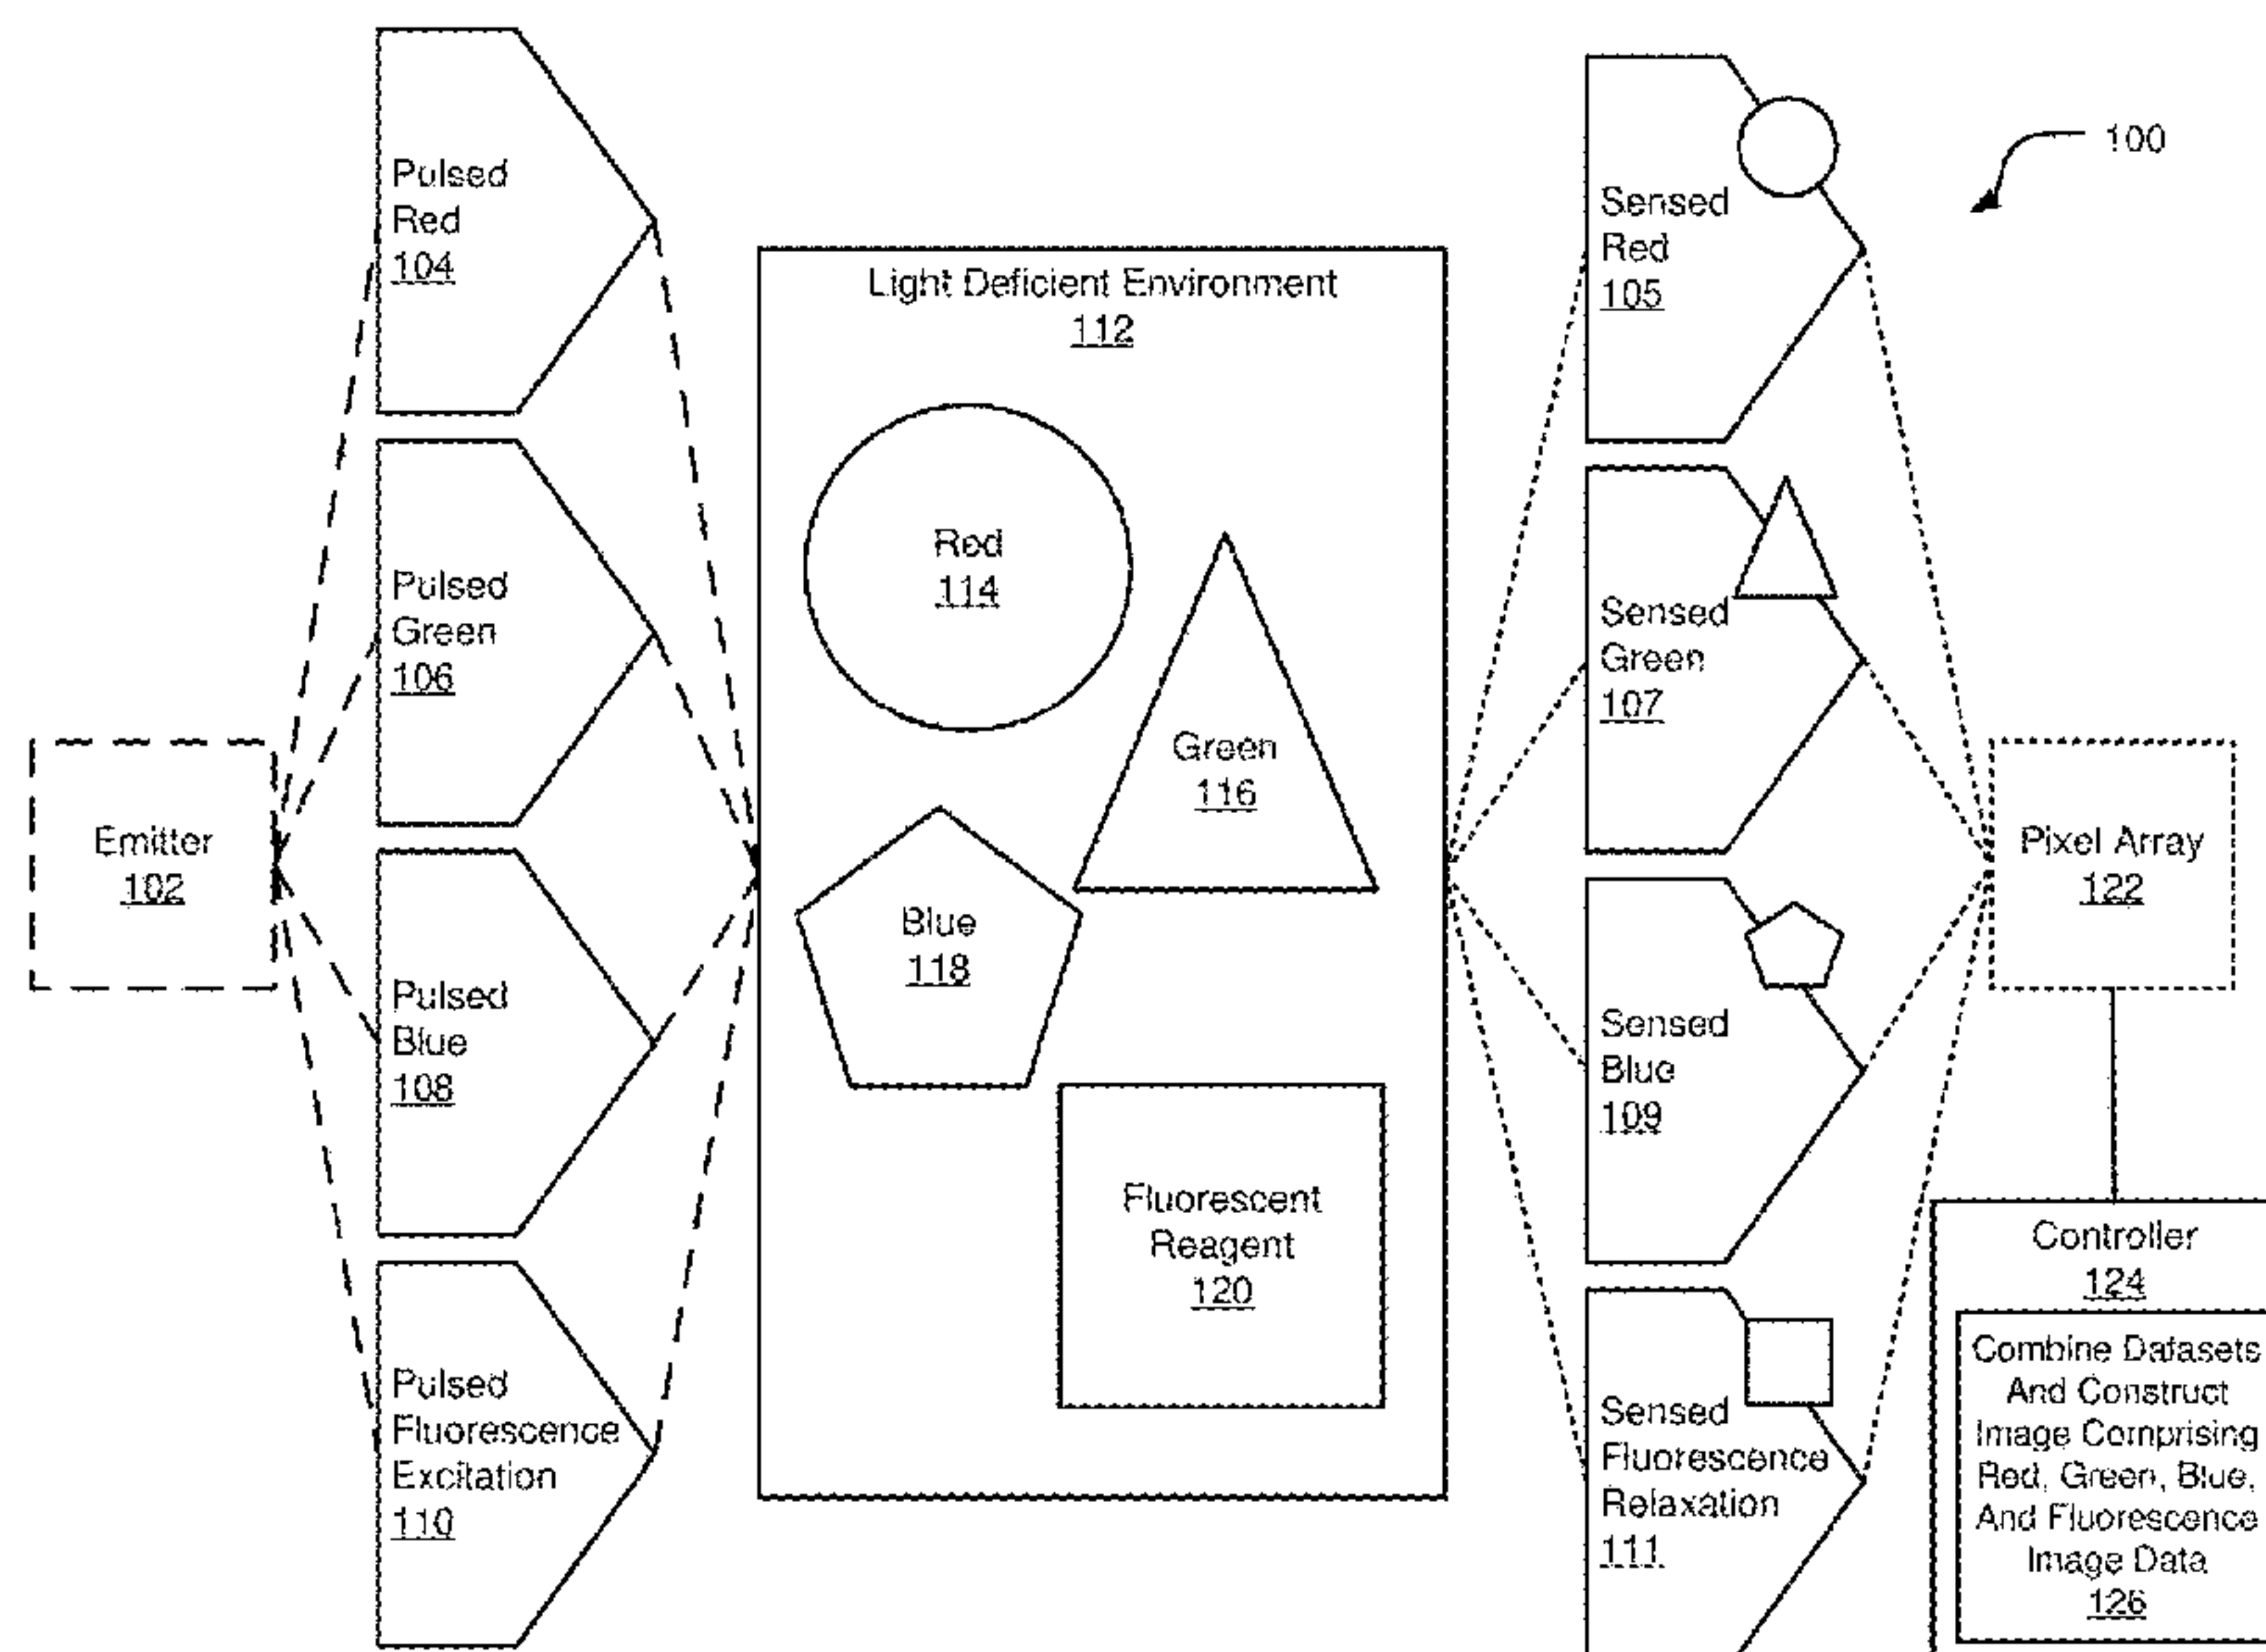 Pulsed
Red
104
Pulsed
Green
106
Emitter
102
Pulsed
Blue
108
Pulsed
Fluorescence
Excitation
110
Light Deficient Environment
112
Red
114
Green
116
Blue
118
Fluorescent
Reagent
120
Sensed
Red
105
100
Sensed
Green
107
Sensed
Blue
109
Sensed
Fluorescence
Relaxation
111
Pixel Array
122
Controller
124
Combine Datasets
And Construct
Image Comprising
Red, Green, Blue,
And Fluorescence
Image Data
126